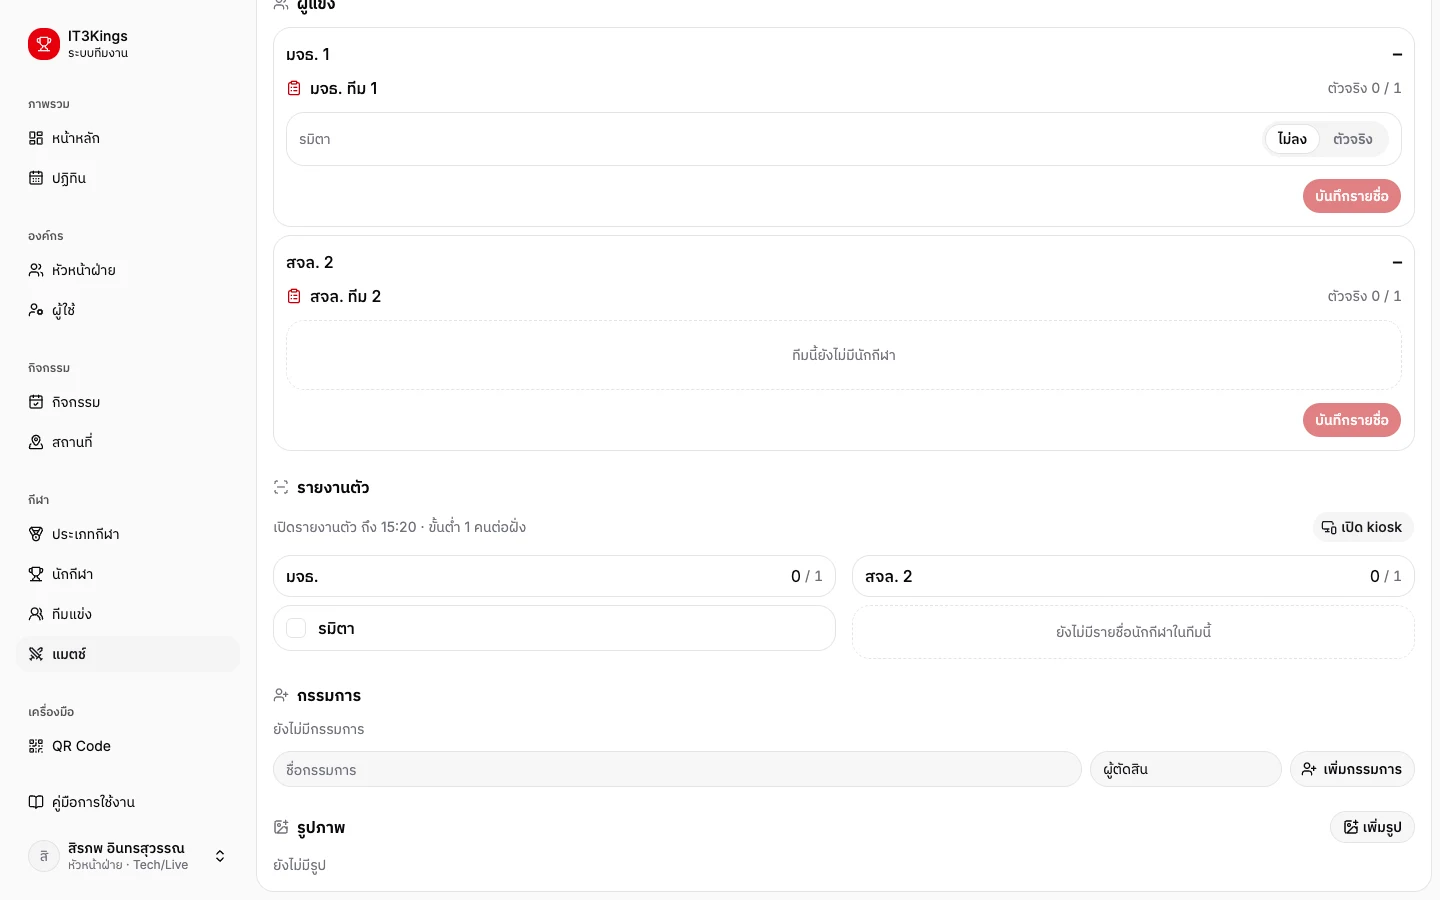 IT3Kings
ระบบทีมงาน
ภาพรวม
หน้าหลัก
ปฏิทิน
องค์กร
หัวหน้าฝ่าย
ผู้ใช้
กิจกรรม
กิจกรรม
สถานที่
กีฬา
ประเภทกีฬา
นักกีฬา
ทีมแข่ง
แมตช์
เครื่องมือ
QR Code
คู่มือการใช้งาน
สิ
สิรภพ อินทรสุวรรณ
หัวหน้าฝ่าย · Tech/Live
ผู้แข่ง
มจธ. 1
–
มจธ. ทีม 1
ตัวจริง 0 / 1
รมิตา
ไม่ลง
ตัวจริง
บันทึกรายชื่อ
สจล. 2
–
สจล. ทีม 2
ตัวจริง 0 / 1
ทีมนี้ยังไม่มีนักกีฬา
บันทึกรายชื่อ
รายงานตัว
เปิดรายงานตัว ถึง 15:20 · ขั้นต่ำ 1 คนต่อฝั่ง
เปิด kiosk
มจธ.
0 / 1
รมิตา
สจล. 2
0 / 1
ยังไม่มีรายชื่อนักกีฬาในทีมนี้
กรรมการ
ยังไม่มีกรรมการ
ชื่อกรรมการ
ผู้ตัดสิน
เพิ่มกรรมการ
รูปภาพ
เพิ่มรูป
ยังไม่มีรูป